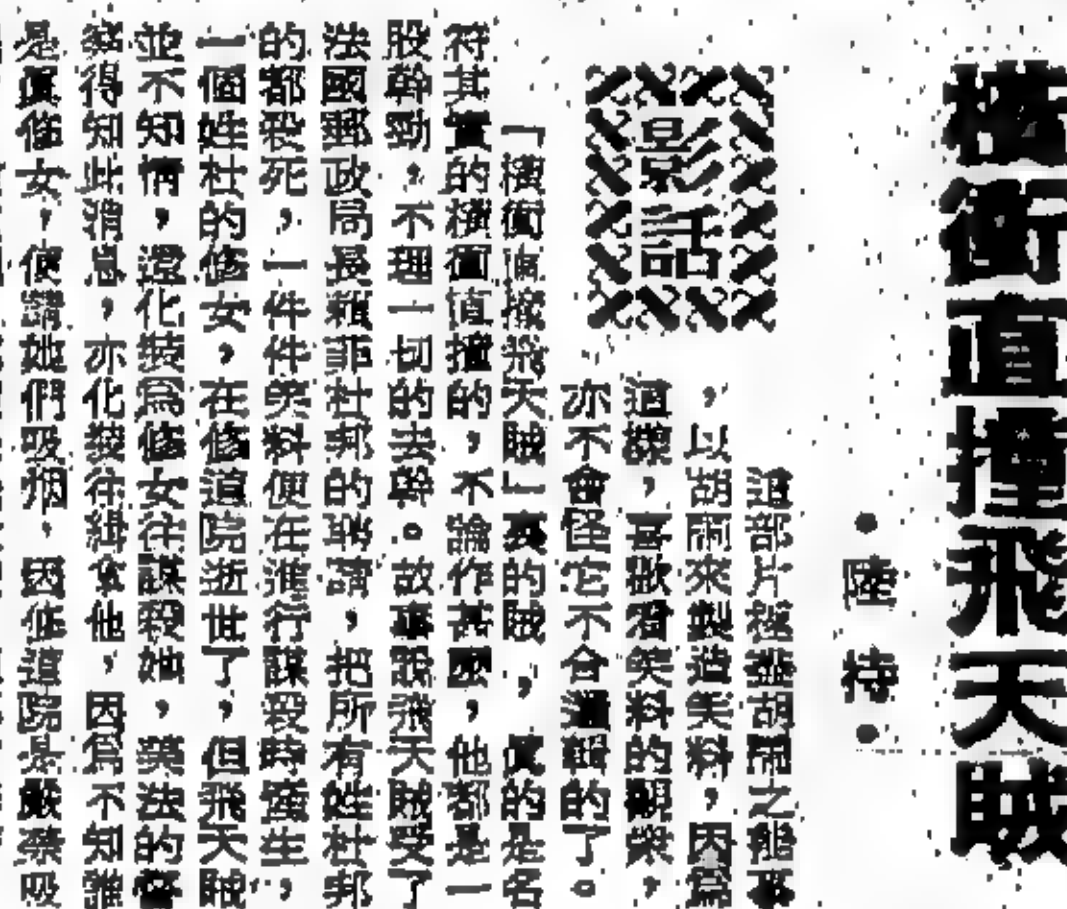 橫衝直撞飛天賊
●陸 待●
影話
這部片極盡胡鬧之能事
，以胡鬧來製造笑料，因為
這樣，喜歡看笑料的觀衆，
亦不會怪它不合邏輯的了。
「橫衝直撞飛天賊」裏的賊，眞的是名
符其實的橫衝直撞的，不論作甚麼，他都是一
股幹勁，不理一切的去幹。故事說飛天賊受了
法國郵政局長賴菲杜邦的聘請，把所有姓杜邦
的都殺死，一件件笑料便在進行謀殺時產生，
一個姓杜的修女，在修道院逝世了，但飛天賊
並不知情，還化裝爲修女往謀殺她，英法的警
得知此消息，亦化裝往緝拿他，因爲不知誰
是眞修女，便請她們吸烟，因修道院是嚴禁吸